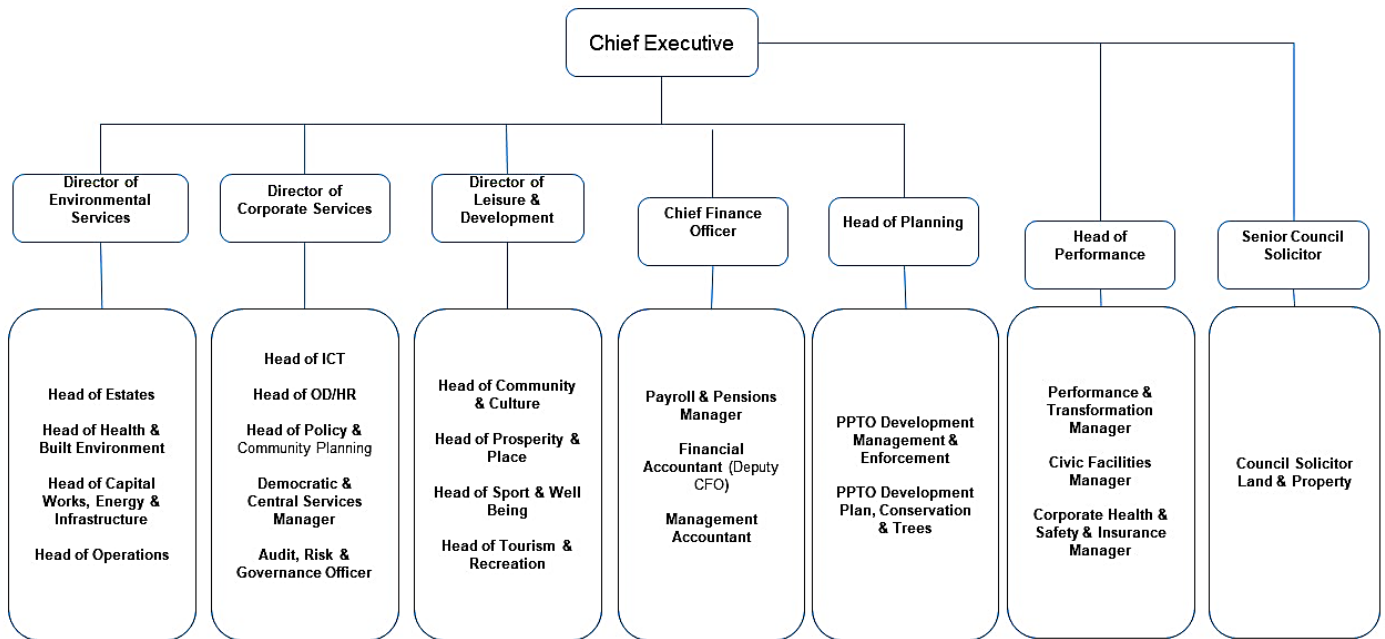 Chief Executive
Director of
Environmental
Services
Director of
Corporate Services
Director of
Leisure &
Development
Chief Finance
Officer
Head of Planning
Head of
Performance
Senior Council
Solicitor
Head of Estates
Head of Health &
Built Environment
Head of Capital
Works, Energy &
Infrastructure
Head of Operations
Head of ICT
Head of OD/HR
Head of Policy &
Community Planning
Democratic &
Central Services
Manager
Audit, Risk &
Governance Officer
Head of Community
& Culture
Head of Prosperity &
Place
Head of Sport & Well
Being
Head of Tourism &
Recreation
Payroll & Pensions
Manager
Financial
Accountant (Deputy
CFO)
Management
Accountant
PPTO Development
Management &
Enforcement
PPTO Development
Plan, Conservation
& Trees
Performance &
Transformation
Manager
Civic Facilities
Manager
Corporate Health &
Safety & Insurance
Manager
Council Solicitor
Land & Property